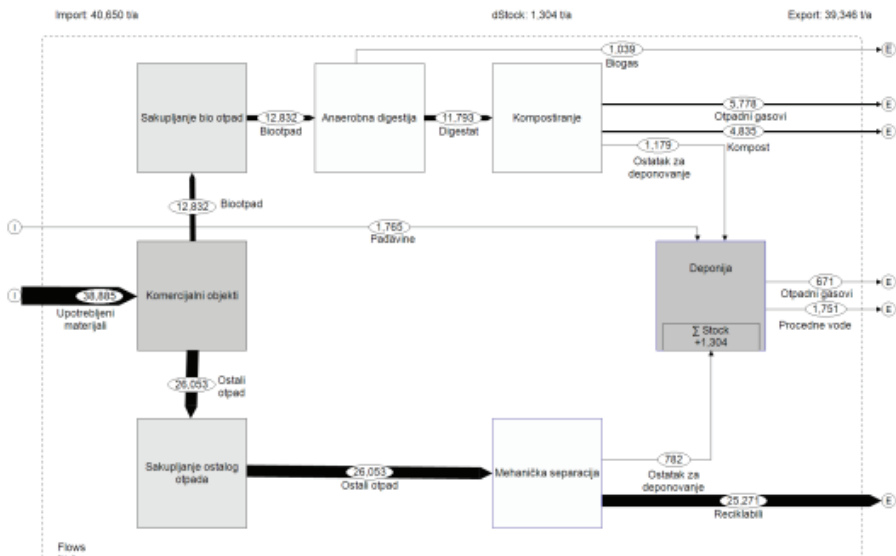 Import: 40,650 t/a
dStock: 1,304 t/a
Export: 39,346 t/a
1,039
Biogas
E
Sakupljanje bio otpad
12,832
Biootpad
Anaerobna digestija
11,793
Digestat
Kompostiranje
5,778
Otpadni gasovi
E
4,835
Kompost
E
1,179
Ostatak za
deponovanje
12,832
Biootpad
I
1,765
Padavine
Komercijalni objekti
Deponija
Σ Stock
+1,304
671
Otpadni gasovi
E
1,751
Procedne vode
E
I
38,885
Upotrebljeni
materijali
26,053
Ostali
otpad
Sakupljanje ostalog
otpada
26,053
Ostali otpad
Mehanička separacija
782
Ostatak za
deponovanje
25,271
Reciklabili
E
Flows